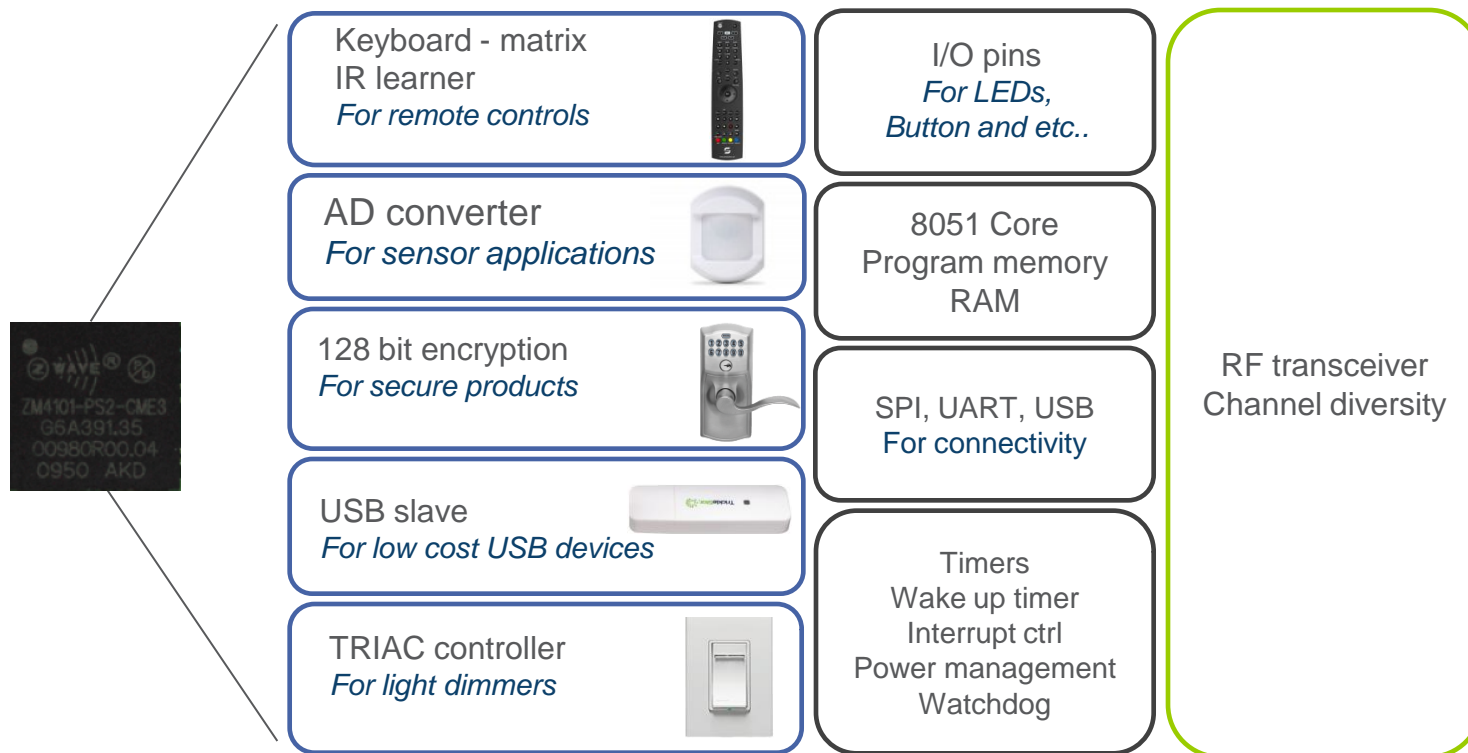 Keyboard - matrix
IR learner
For remote controls
AD converter
For sensor applications
128 bit encryption
For secure products
USB slave
For low cost USB devices
TRIAC controller
For light dimmers
I/O pins
For LEDs,
Button and etc..
8051 Core
Program memory
RAM
SPI, UART, USB
For connectivity
Timers
Wake up timer
Interrupt ctrl
Power management
Watchdog
RF transceiver
Channel diversity
Z WAVE ®
ZM4101-PS2-CME3
G6A391.35
00980R00.04
0950 AKD